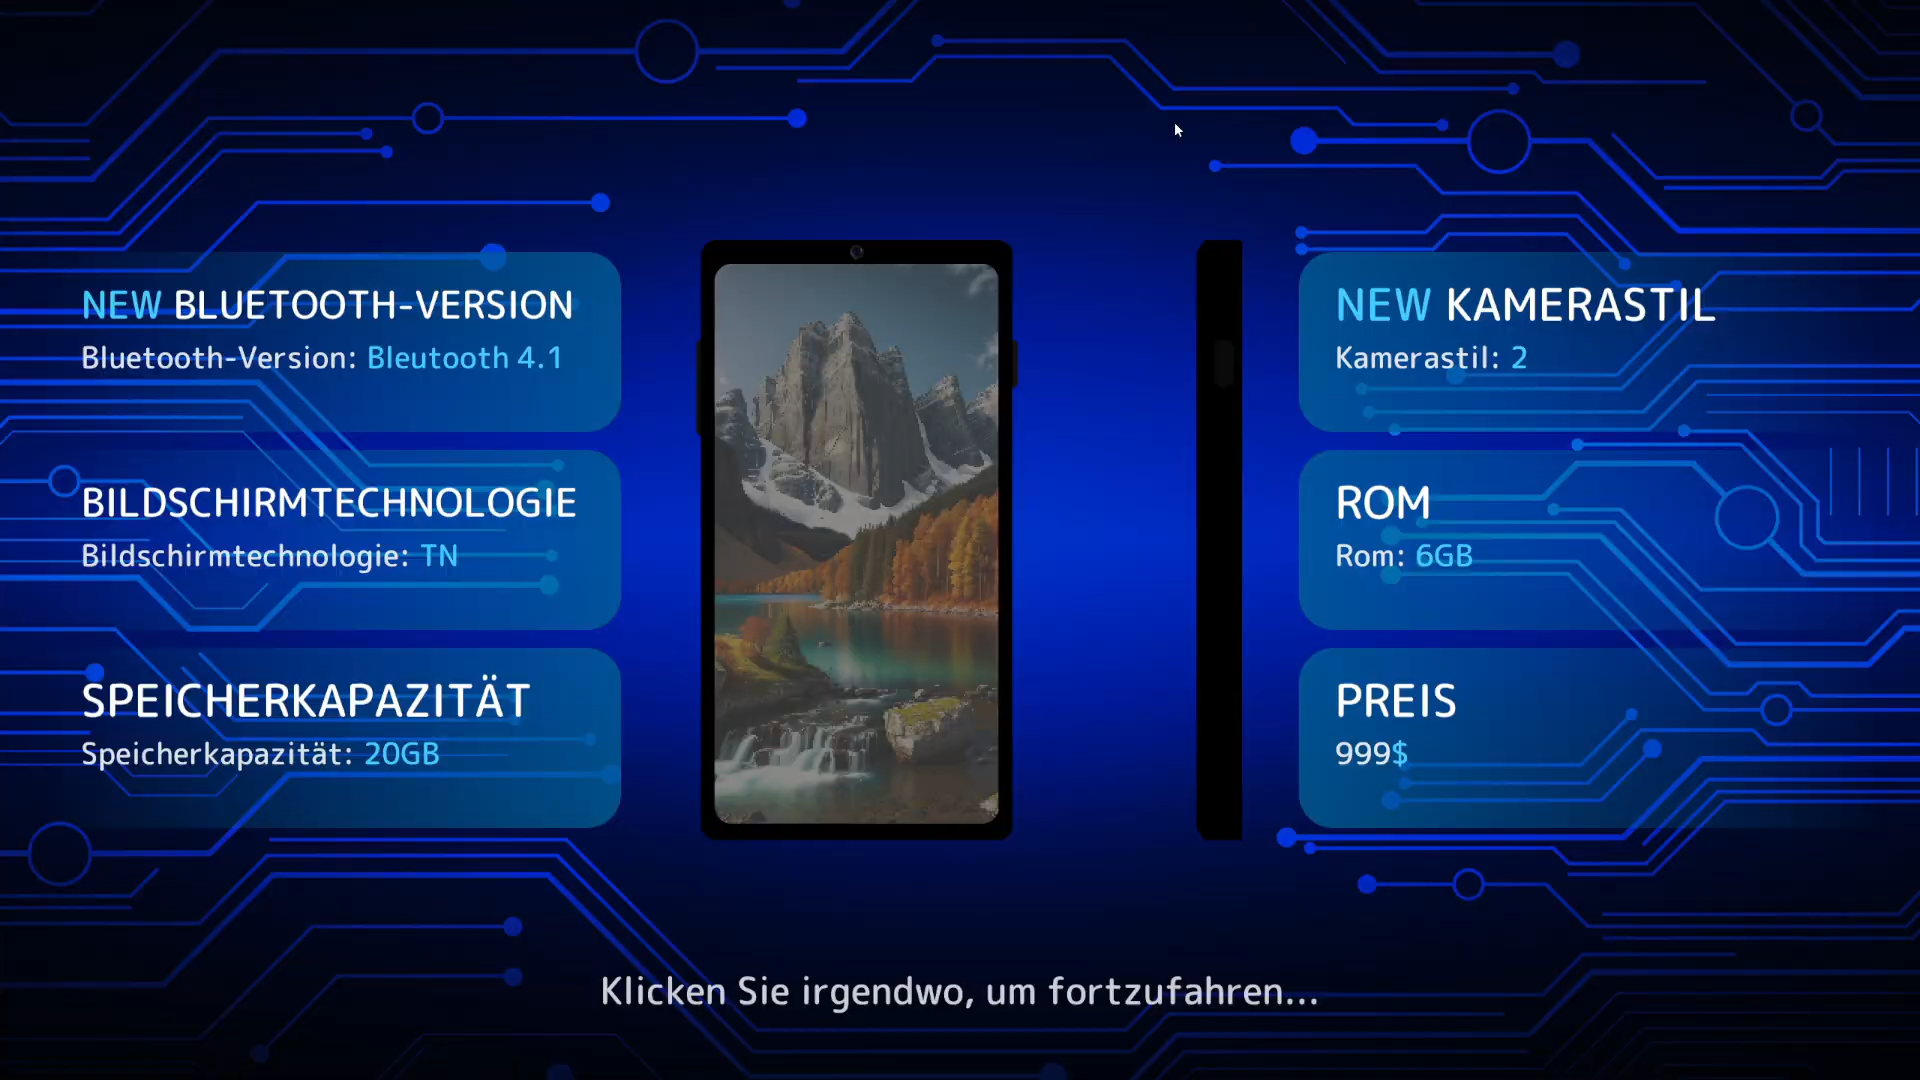 NEW BLUETOOTH-VERSION
Bluetooth-Version: Bleutooth 4.1
BILDSCHIRMTECHNOLOGIE
Bildschirmtechnologie: TN
SPEICHERKAPAZITÄT
Speicherkapazität: 20GB
NEW KAMERASTIL
Kamerastil: 2
ROM
Rom: 6GB
PREIS
999$
Klicken Sie irgendwo, um fortzufahren...